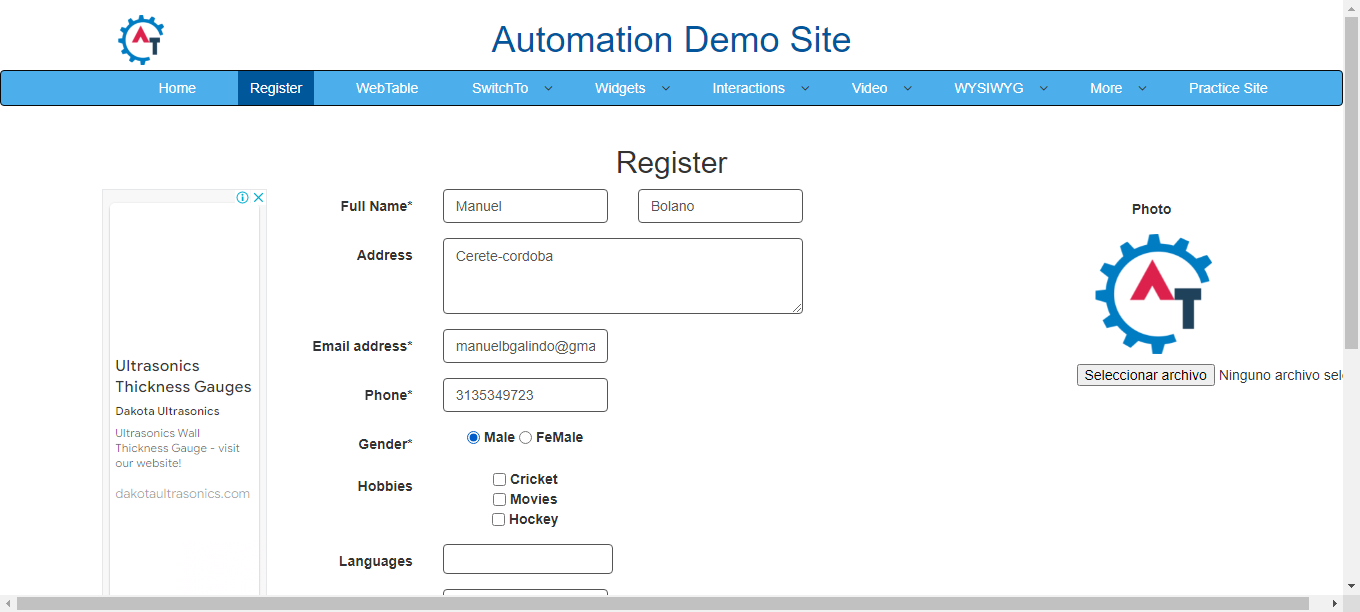 AT
Automation Demo Site
Home Register WebTable SwitchTo Widgets Interactions Video WYSIWYG More Practice Site
Register
Full Name* Manuel Bolano
Address Cerete-cordoba
Email address* manuelbgalindo@gma
Phone* 3135349723
Gender* Male FeMale
Hobbies Cricket
Movies
Hockey
Languages
Photo
AT
Seleccionar archivo Ninguno archivo sel
Ultrasonics
Thickness Gauges
Dakota Ultrasonics
Ultrasonics Wall
Thickness Gauge - visit
our website!
dakotaultrasonics.com